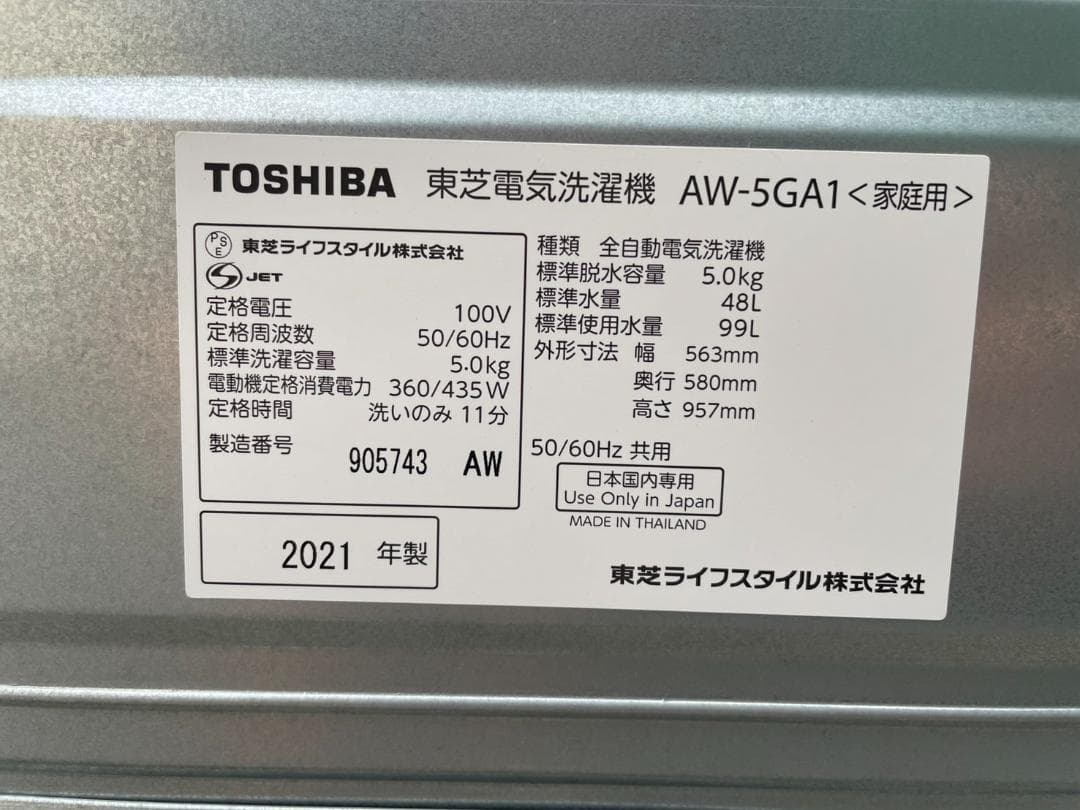 TOSHIBA 東芝電気洗濯機 AW-5GA1<家庭用>
PSE 東芝ライフスタイル株式会社
S JET
定格電圧 100V
定格周波数 50/60Hz
標準洗濯容量 5.0kg
電動機定格消費電力 360/435W
定格時間 洗いのみ 11分
製造番号 905743 AW
2021 年製
種類 全自動電気洗濯機
標準脱水容量 5.0kg
標準水量 48L
標準使用水量 99L
外形寸法 幅 563mm
奥行 580mm
高さ 957mm
50/60Hz 共用
日本国内専用
Use Only in Japan
MADE IN THAILAND
東芝ライフスタイル株式会社